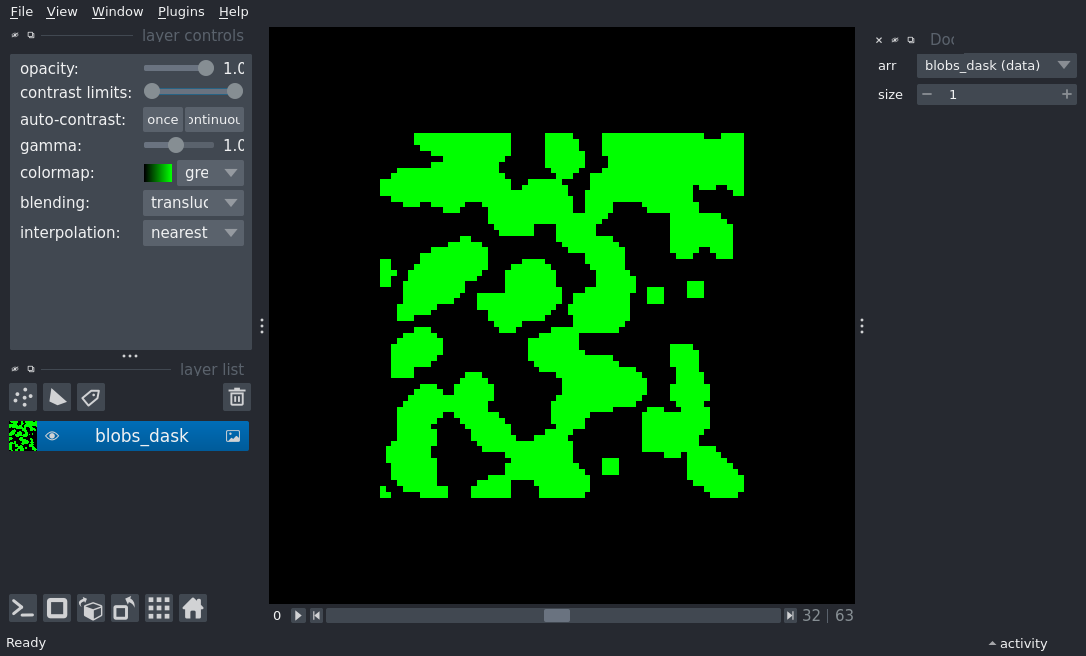 File View Window Plugins Help
layer controls
opacity: 1.0
contrast limits:
auto-contrast: once ontinuou
gamma: 1.0
colormap: gre
blending: transluc
interpolation: nearest
layer list
blobs_dask
Ready
0
32 | 63
Doc
arr blobs_dask (data)
size 1
activity